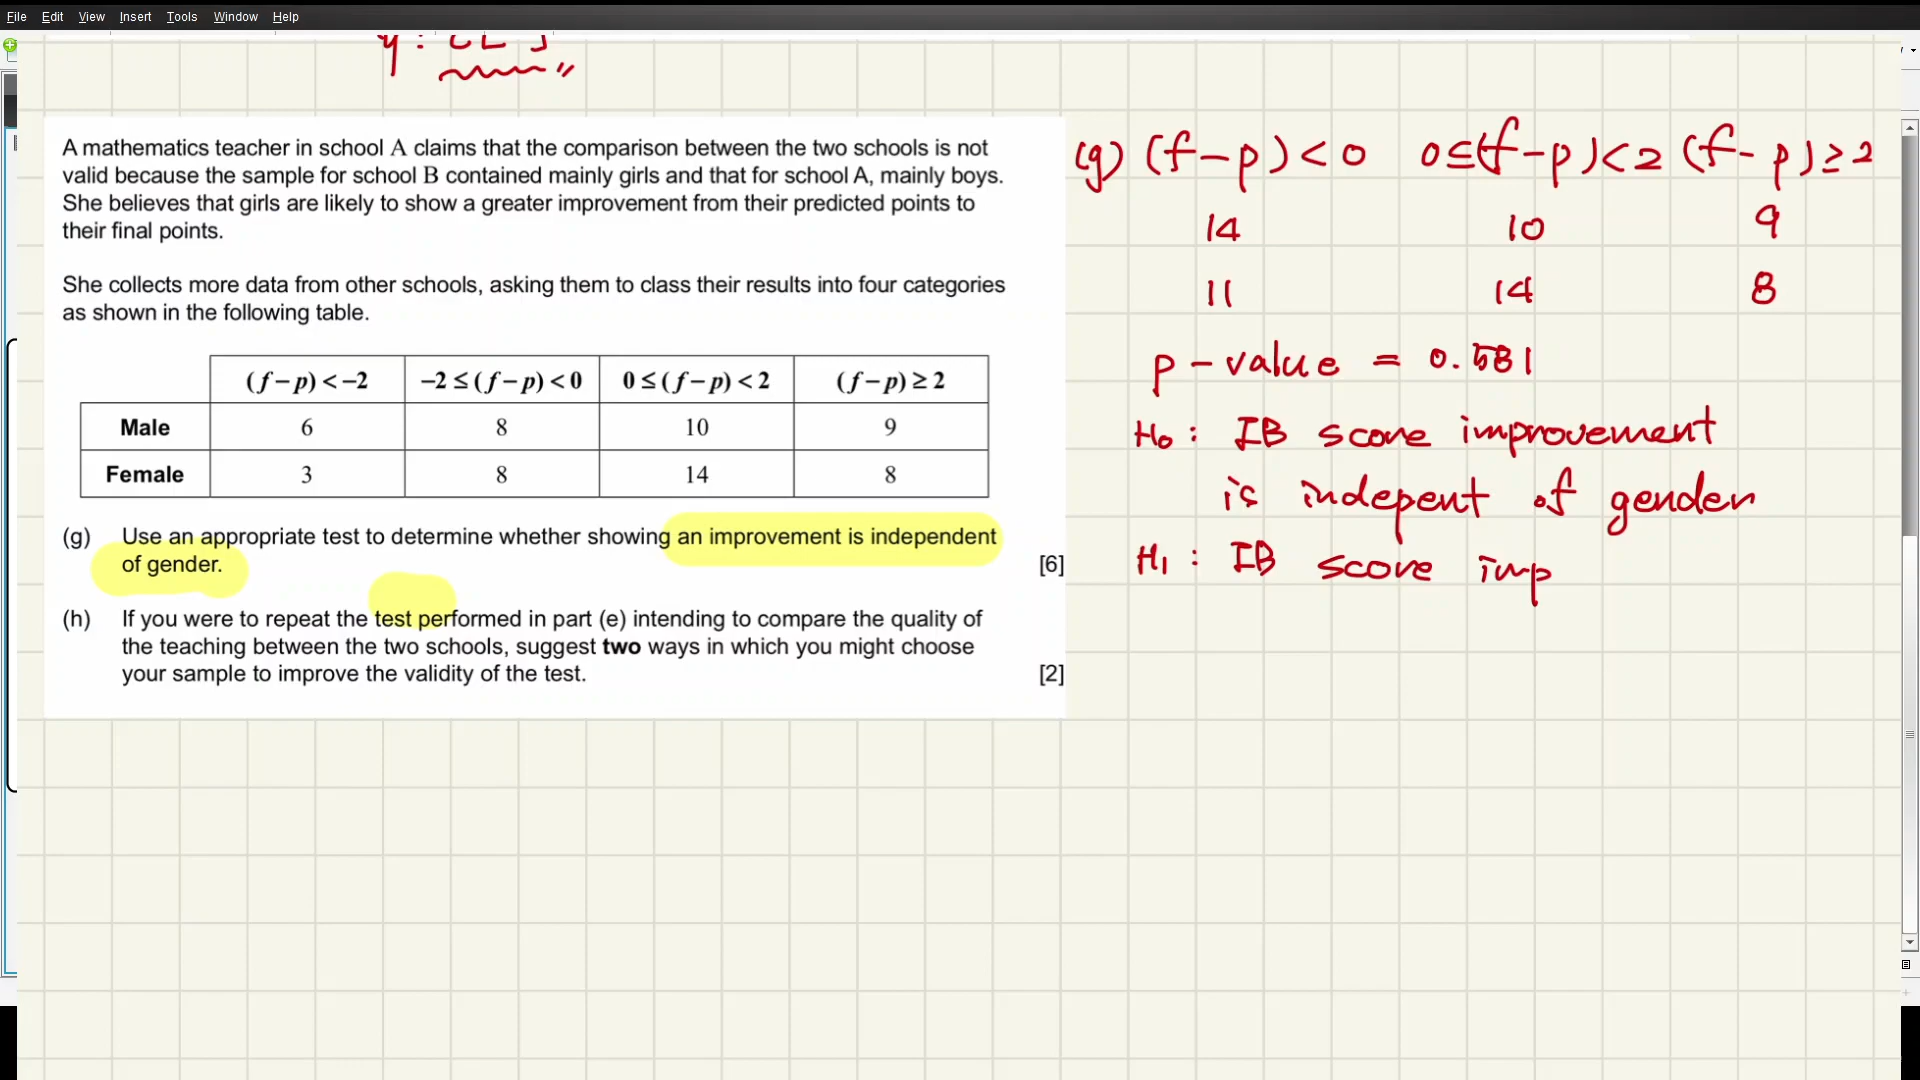 File Edit View Insert Tools Window Help
A mathematics teacher in school A claims that the comparison between the two schools is not
valid because the sample for school B contained mainly girls and that for school A, mainly boys.
She believes that girls are likely to show a greater improvement from their predicted points to
their final points.
She collects more data from other schools, asking them to class their results into four categories
as shown in the following table.
(f−p) < −2 −2 ≤ (f−p) < 0 0 ≤ (f−p) < 2 (f−p) ≥ 2
Male 6 8 10 9
Female 3 8 14 8
(g) Use an appropriate test to determine whether showing an improvement is independent
of gender. [6]
(h) If you were to repeat the test performed in part (e) intending to compare the quality of
the teaching between the two schools, suggest two ways in which you might choose
your sample to improve the validity of the test. [2]
(g) (f−p) < 0 0≤(f−p)<2 (f−p)≥2
14 10 9
11 14 8
p-value = 0.581
H₀ : IB score improvement
is indepent of gender
H₁ : IB score imp